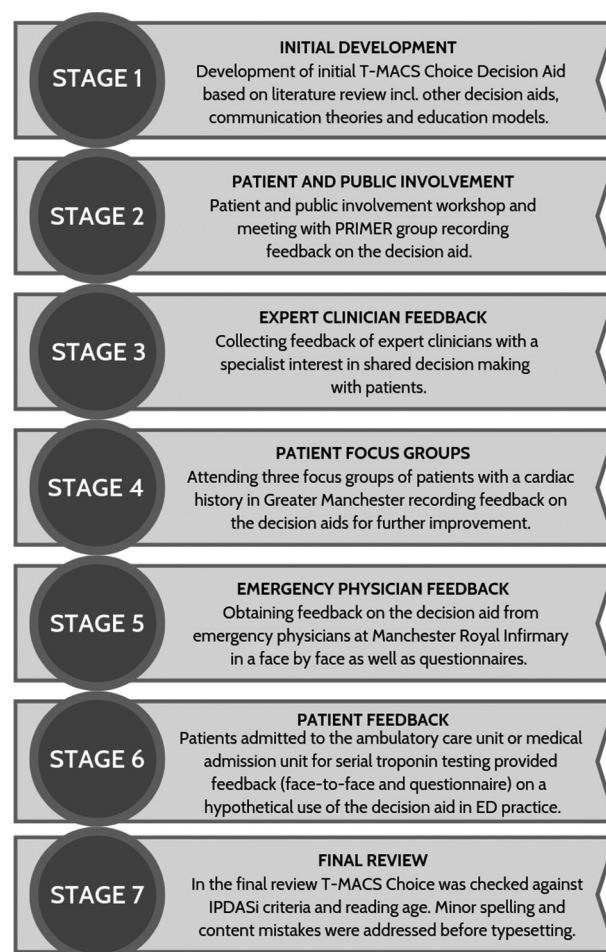 STAGE 1
INITIAL DEVELOPMENT
Development of initial T-MACS Choice Decision Aid
based on literature review incl. other decision aids,
communication theories and education models.
STAGE 2
PATIENT AND PUBLIC INVOLVEMENT
Patient and public involvement workshop and
meeting with PRIMER group recording
feedback on the decision aid.
STAGE 3
EXPERT CLINICIAN FEEDBACK
Collecting feedback of expert clinicians with a
specialist interest in shared decision making
with patients.
STAGE 4
PATIENT FOCUS GROUPS
Attending three focus groups of patients with a cardiac
history in Greater Manchester recording feedback on
the decision aids for further improvement.
STAGE 5
EMERGENCY PHYSICIAN FEEDBACK
Obtaining feedback on the decision aid from
emergency physicians at Manchester Royal Infirmary
in a face by face as well as questionnaires.
STAGE 6
PATIENT FEEDBACK
Patients admitted to the ambulatory care unit or medical
admission unit for serial troponin testing provided
feedback (face-to-face and questionnaire) on a
hypothetical use of the decision aid in ED practice.
STAGE 7
FINAL REVIEW
In the final review T-MACS Choice was checked against
IPDASi criteria and reading age. Minor spelling and
content mistakes were addressed before typesetting.